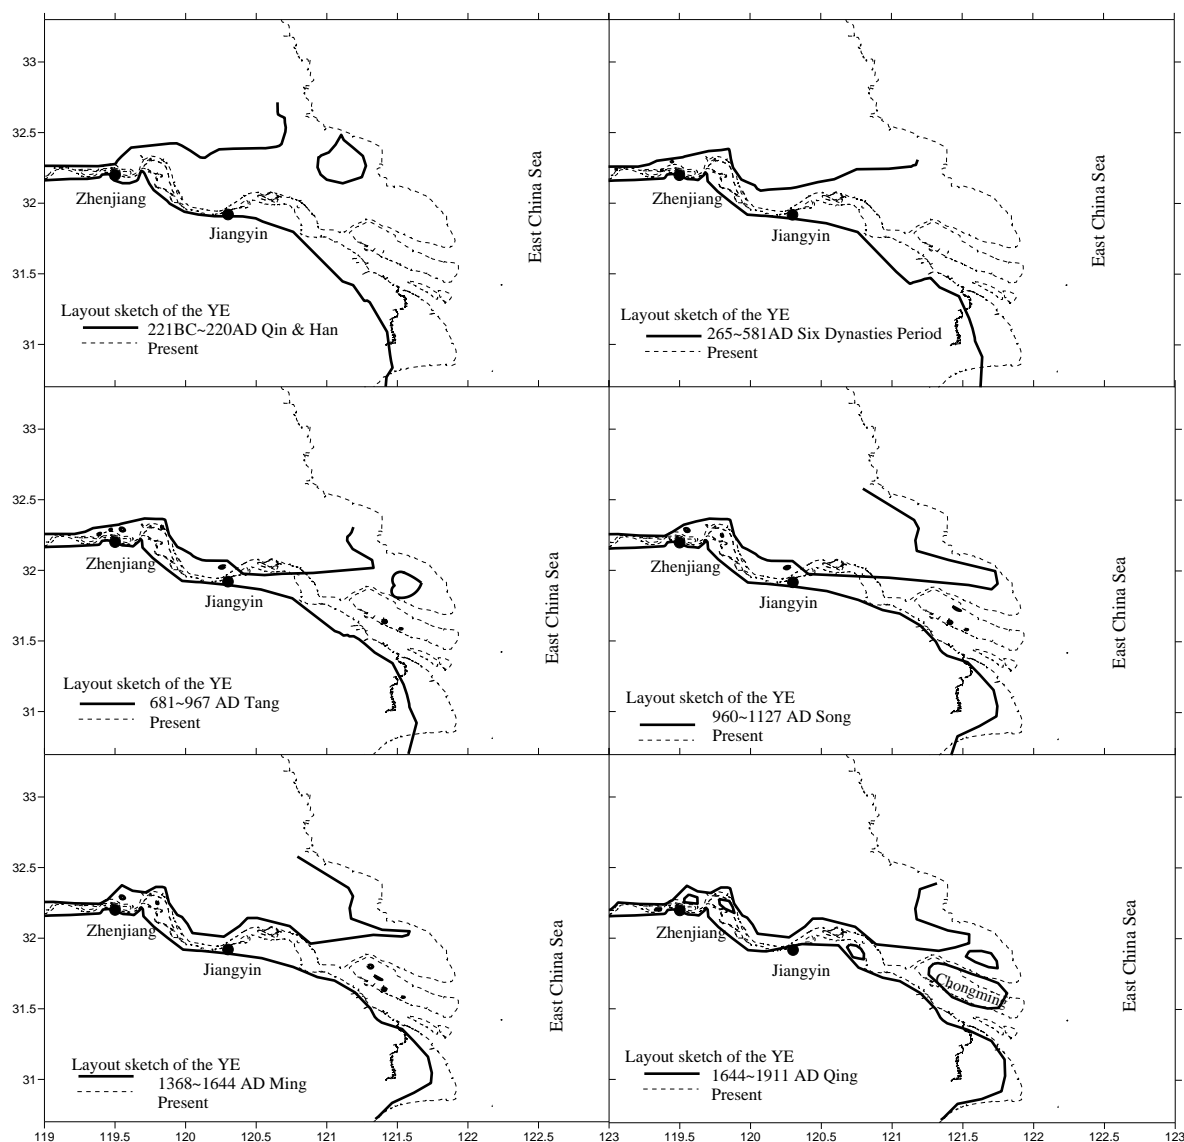 33
32.5
32
31.5
31
Zhenjiang
Jiangyin
East China Sea
Layout sketch of the YE
221BC~220AD Qin & Han
Present
Zhenjiang
Jiangyin
East China Sea
Layout sketch of the YE
265~581AD Six Dynasties Period
Present
33
32.5
32
31.5
31
Zhenjiang
Jiangyin
East China Sea
Layout sketch of the YE
681~967 AD Tang
Present
Zhenjiang
Jiangyin
East China Sea
Layout sketch of the YE
960~1127 AD Song
Present
33
32.5
32
31.5
31
Zhenjiang
Jiangyin
East China Sea
Layout sketch of the YE
1368~1644 AD Ming
Present
Zhenjiang
Jiangyin
Chongming
East China Sea
Layout sketch of the YE
1644~1911 AD Qing
Present
119 119.5 120 120.5 121 121.5 122 122.5 123 119.5 120 120.5 121 121.5 122 122.5 123